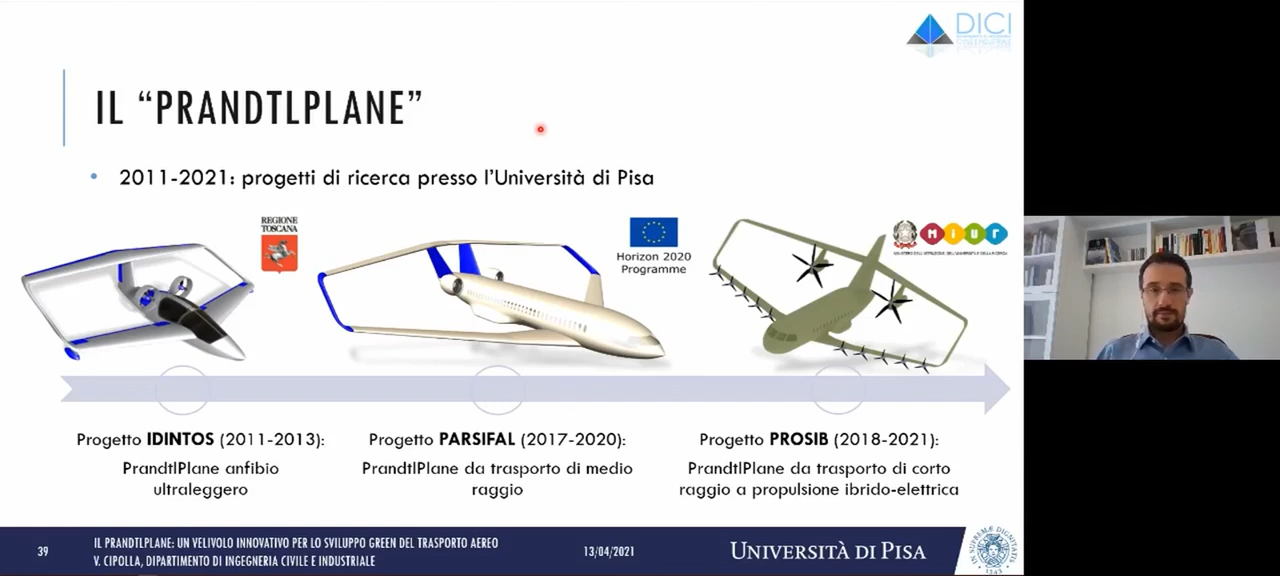 DICI
IL “PRANDTLPLANE”
• 2011-2021: progetti di ricerca presso l’Università di Pisa
REGIONE
TOSCANA
Horizon 2020
Programme
MIUR
Progetto IDINTOS (2011-2013):
PrandtlPlane anfibio
ultraleggero
Progetto PARSIFAL (2017-2020):
PrandtlPlane da trasporto di medio
raggio
Progetto PROSIB (2018-2021):
PrandtlPlane da trasporto di corto
raggio a propulsione ibrido-elettrica
39
IL PRANDTLPLANE: UN VELIVOLO INNOVATIVO PER LO SVILUPPO GREEN DEL TRASPORTO AEREO
V. CIPOLLA, DIPARTIMENTO DI INGEGNERIA CIVILE E INDUSTRIALE
13/04/2021
UNIVERSITÀ DI PISA